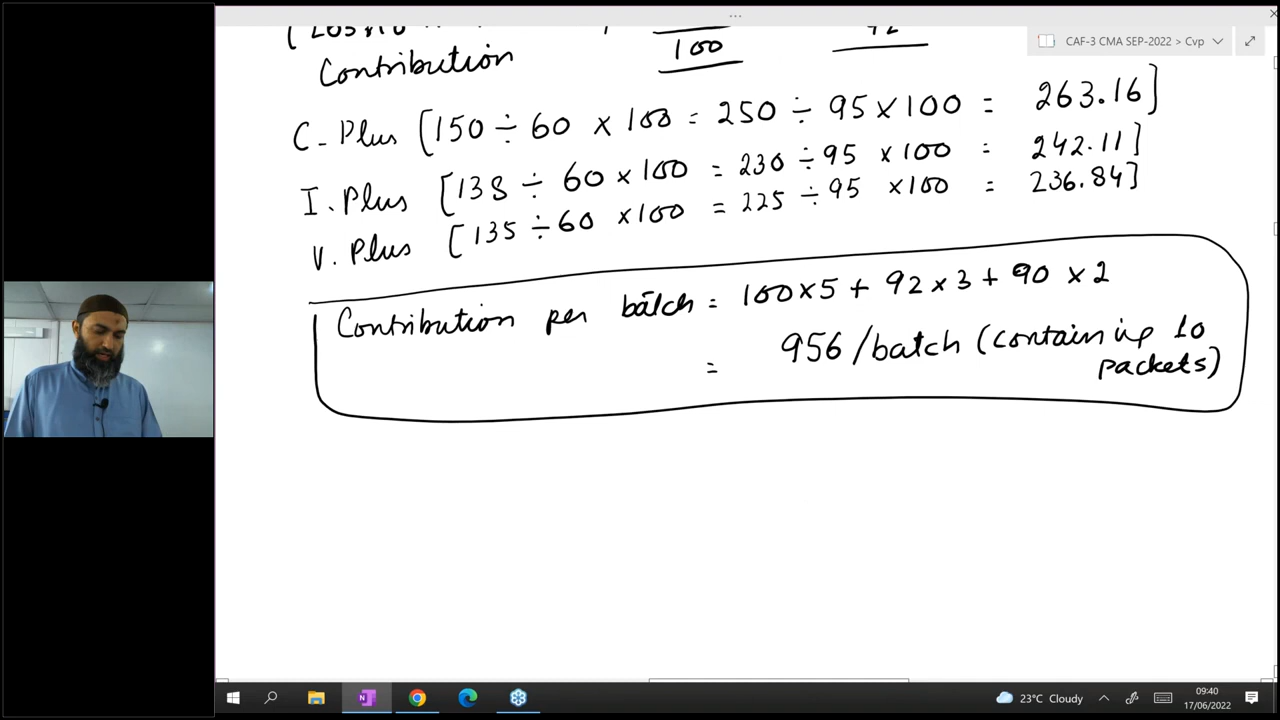 ...
100
Contribution
CAF-3 CMA SEP-2022 > Cvp
C-Plus [150 ÷ 60 × 100 = 250 ÷ 95 × 100 = 263.16]
I. Plus [138 ÷ 60 × 100 = 230 ÷ 95 × 100 = 242.11]
V. Plus [135 ÷ 60 × 100 = 225 ÷ 95 × 100 = 236.84]
Contribution per batch = 100×5 + 92×3 + 90×2
= 956/batch (containing 10
packets)
23°C Cloudy
09:40
17/06/2022